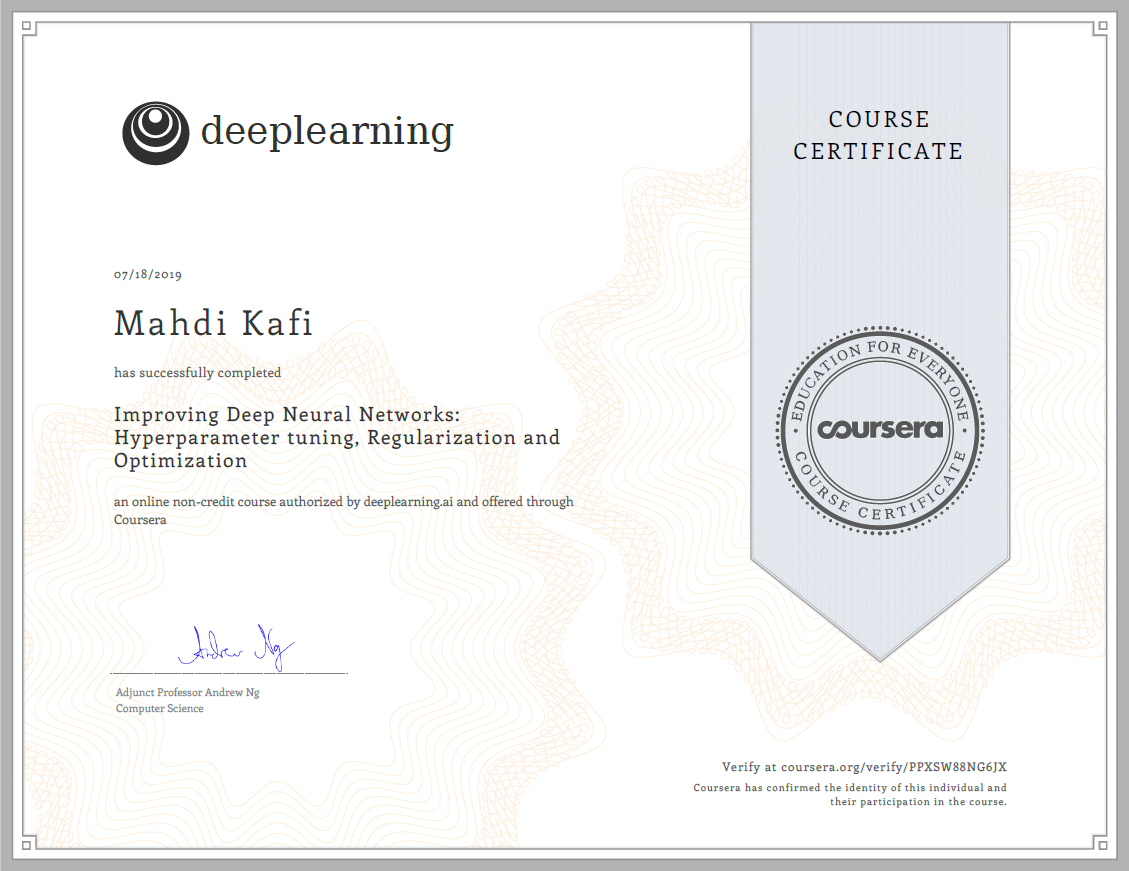 deeplearning
COURSE
CERTIFICATE
07/18/2019
Mahdi Kafi
has successfully completed
Improving Deep Neural Networks:
Hyperparameter tuning, Regularization and
Optimization
an online non-credit course authorized by deeplearning.ai and offered through
Coursera
EDUCATION FOR EVERYONE
coursera
COURSE CERTIFICATE
Andrew Ng
Adjunct Professor Andrew Ng
Computer Science
Verify at coursera.org/verify/PPXSW88NG6JX
Coursera has confirmed the identity of this individual and
their participation in the course.